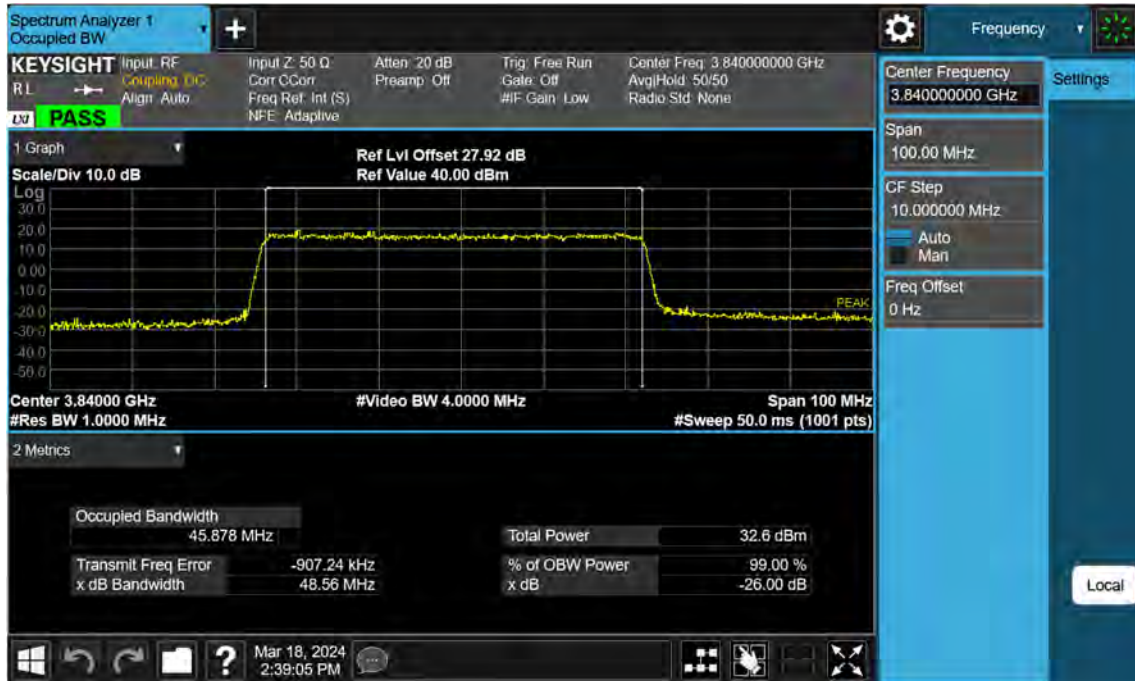 Spectrum Analyzer 1
Occupied BW
+
Frequency
KEYSIGHT
RL
LXI
PASS
Input: RF
Coupling: DC
Align: Auto
Input Z: 50 Ω
Corr CCorr
Freq Ref: Int (S)
NFE: Adaptive
Atten: 20 dB
Preamp: Off
Trig: Free Run
Gate: Off
#IF Gain: Low
Center Freq: 3.840000000 GHz
Avg|Hold: 50/50
Radio Std: None
Center Frequency
3.840000000 GHz
Settings
Span
100.00 MHz
CF Step
10.000000 MHz
Auto
Man
Freq Offset
0 Hz
1 Graph
Scale/Div 10.0 dB
Ref Lvl Offset 27.92 dB
Ref Value 40.00 dBm
Log
30.0
20.0
10.0
0.00
-10.0
-20.0
-30.0
-40.0
-50.0
PEAK
Center 3.84000 GHz
#Video BW 4.0000 MHz
Span 100 MHz
#Res BW 1.0000 MHz
#Sweep 50.0 ms (1001 pts)
2 Metrics
Occupied Bandwidth
45.878 MHz
Total Power 32.6 dBm
Transmit Freq Error -907.24 kHz
% of OBW Power 99.00 %
x dB Bandwidth 48.56 MHz
x dB -26.00 dB
Local
?
Mar 18, 2024
2:39:05 PM